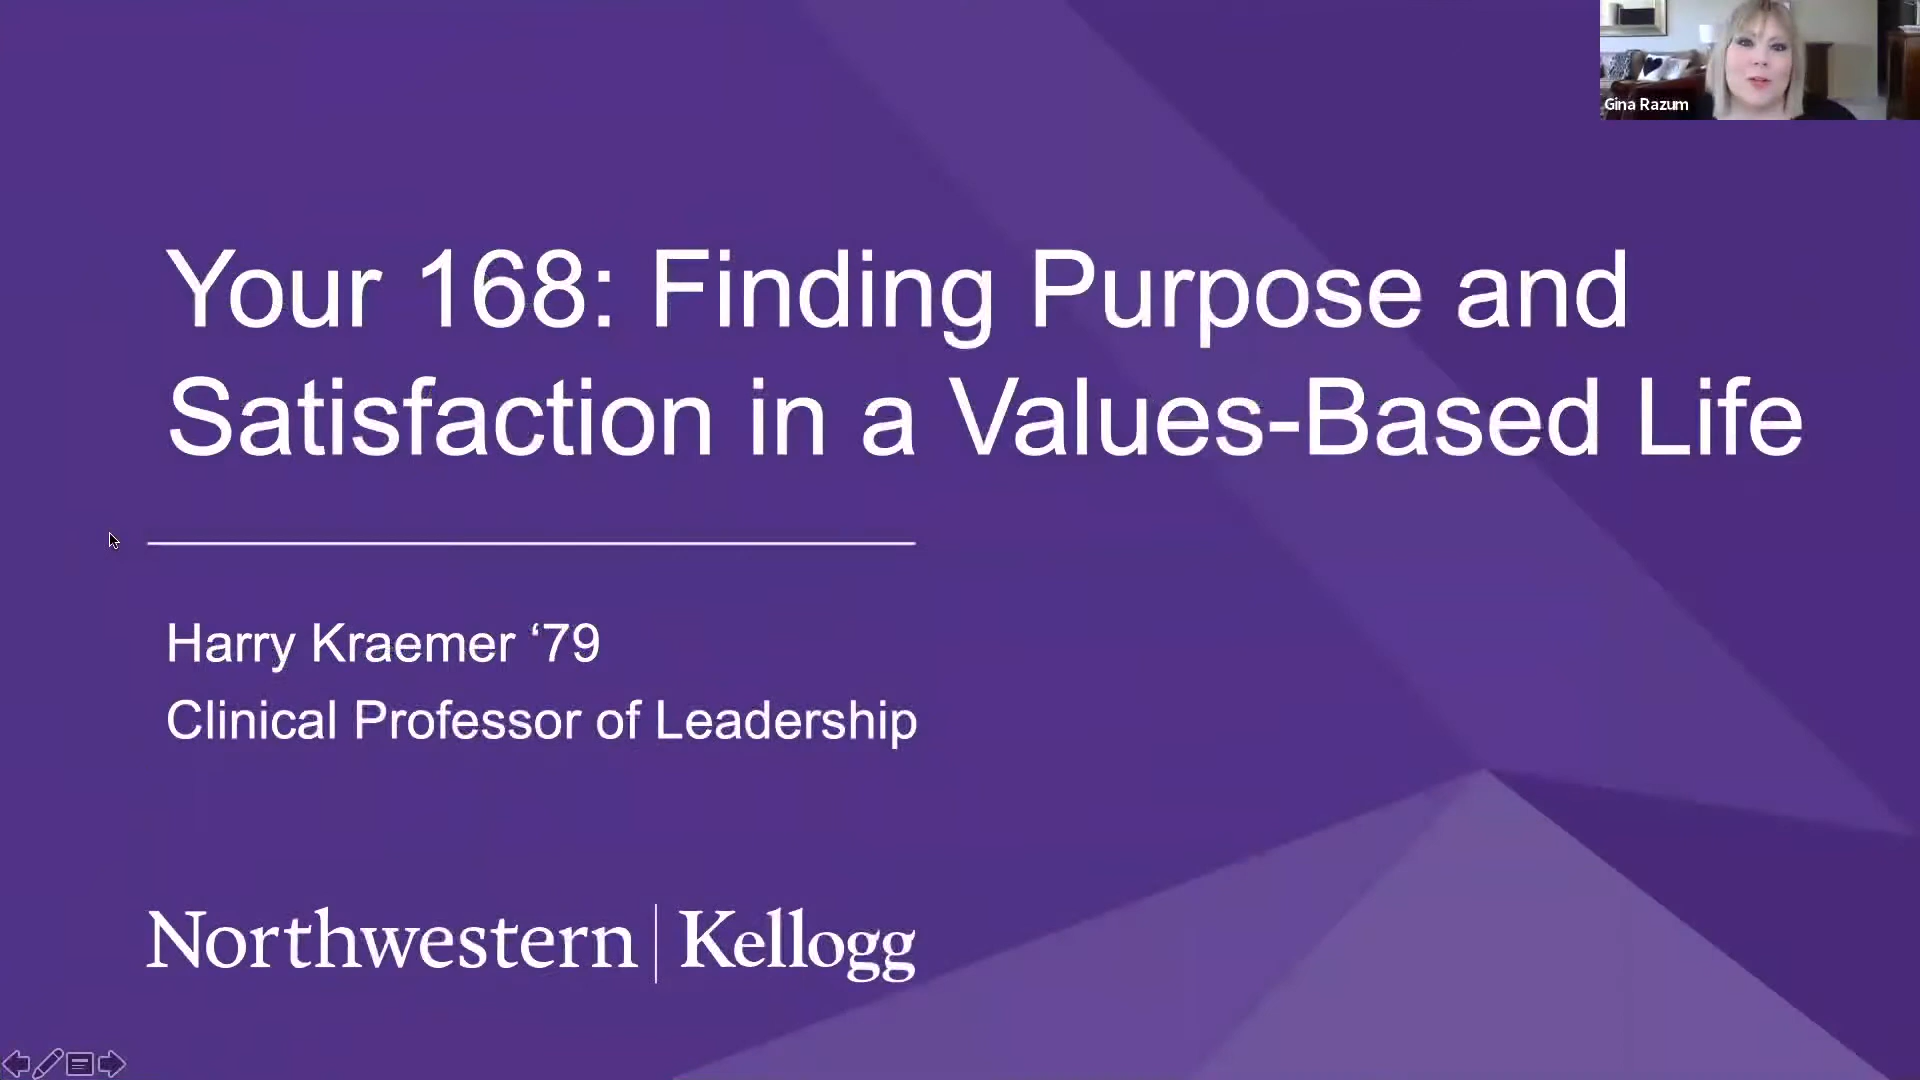 Gina Razum
Your 168: Finding Purpose and
Satisfaction in a Values-Based Life
Harry Kraemer ‘79
Clinical Professor of Leadership
Northwestern | Kellogg